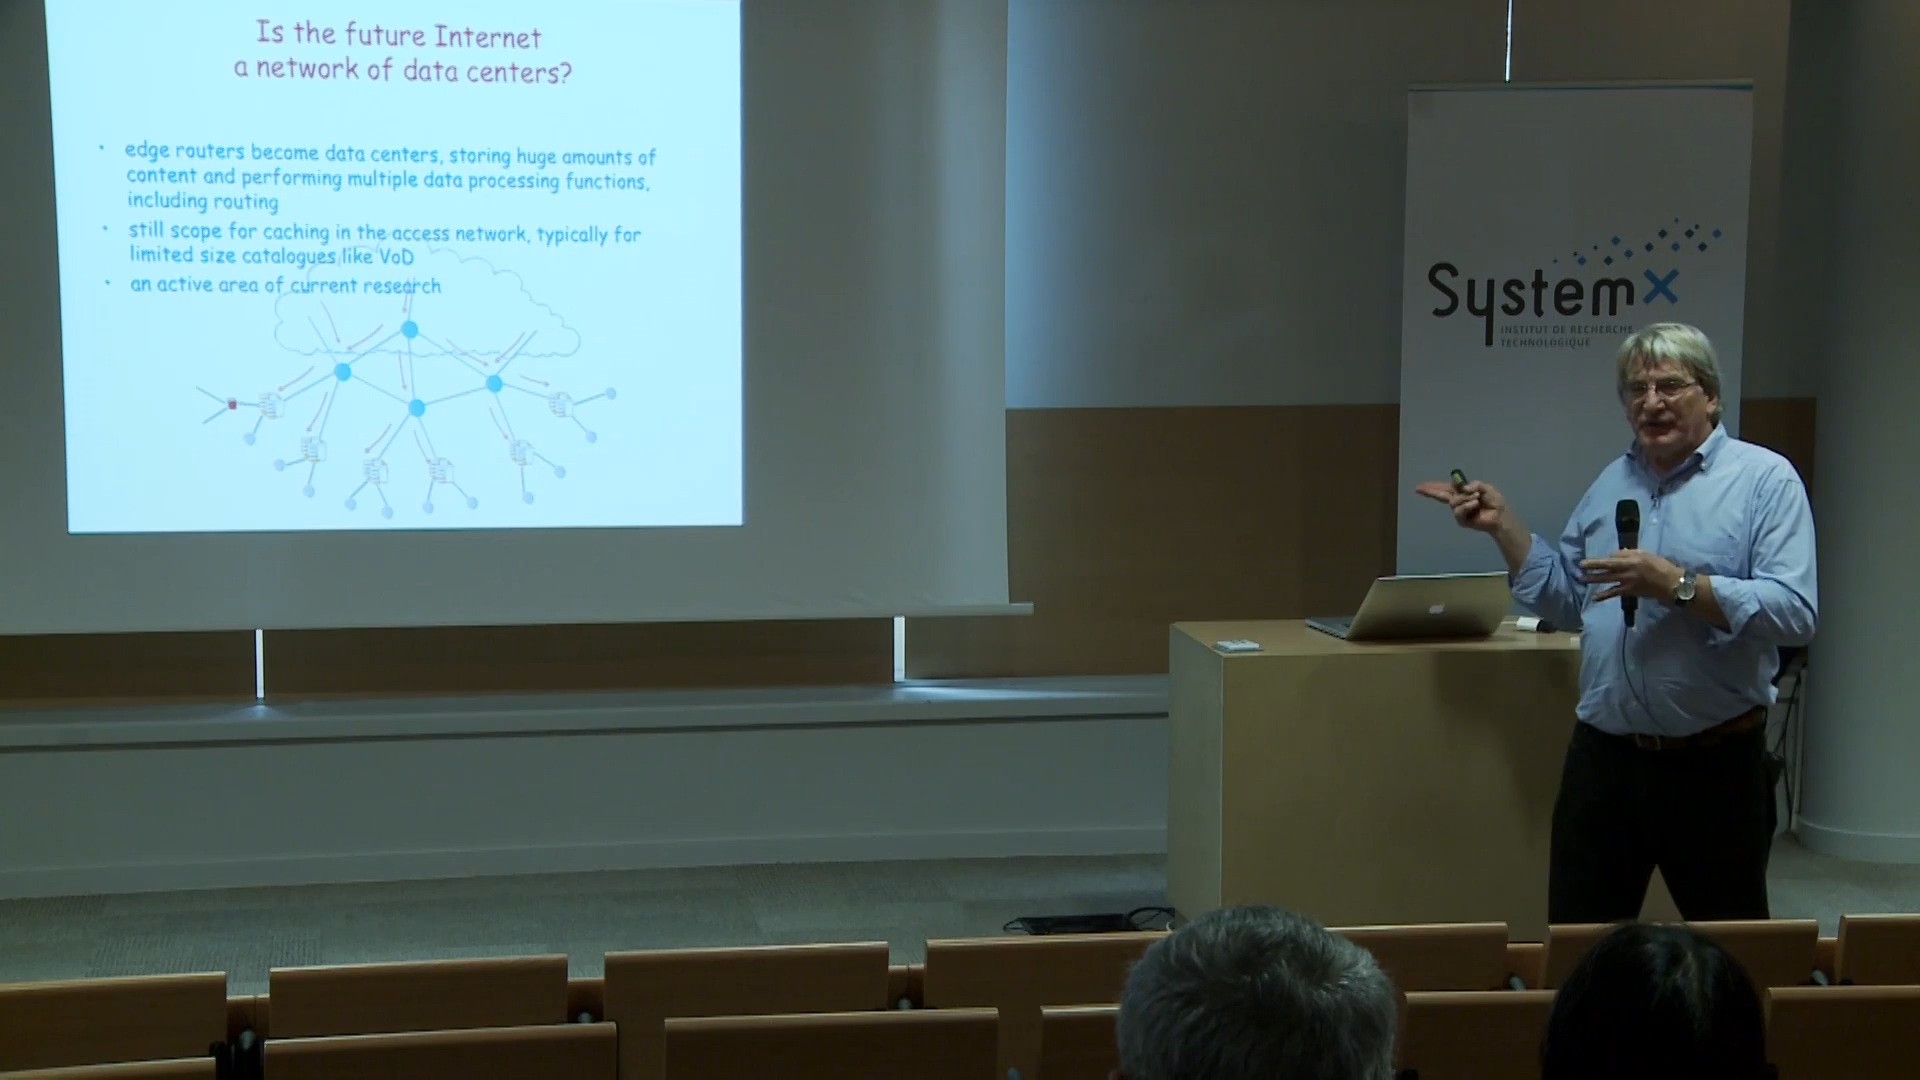 Is the future Internet
a network of data centers?
• edge routers become data centers, storing huge amounts of
content and performing multiple data processing functions,
including routing
• still scope for caching in the access network, typically for
limited size catalogues like VoD
• an active area of current research
SystemX
INSTITUT DE RECHERCHE
TECHNOLOGIQUE